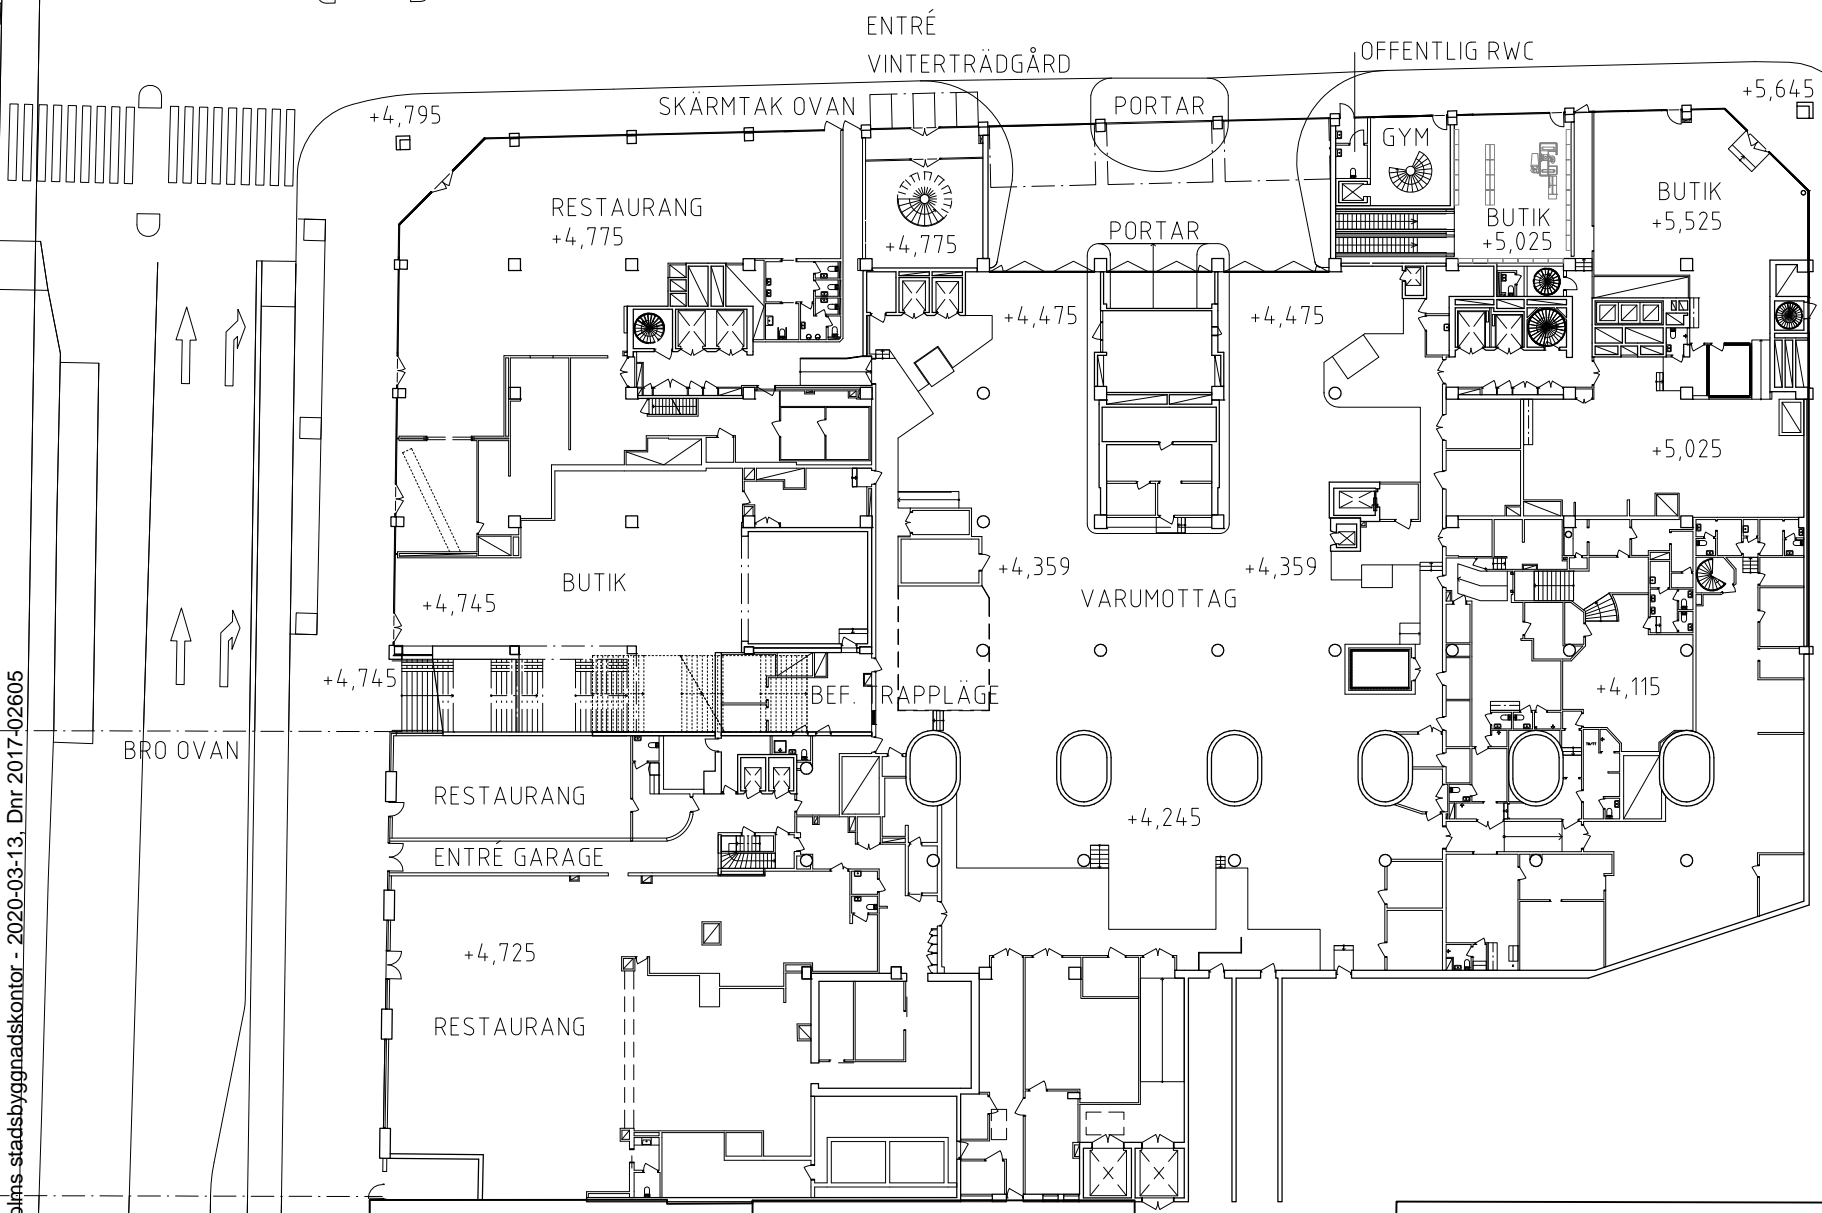 ENTRÉ
VINTERTRÄDGÅRD
OFFENTLIG RWC
+4,795
SKÄRMTAK OVAN
PORTAR
+5,645
GYM
RESTAURANG
+4,775
+4,775
PORTAR
BUTIK
+5,025
BUTIK
+5,525
+4,475
+4,475
+5,025
BUTIK
+4,745
+4,359
+4,359
VARUMOTTAG
+4,745
BEF. TRAPPLÄGE
+4,115
BRO OVAN
RESTAURANG
+4,245
ENTRÉ GARAGE
+4,725
RESTAURANG
olms stadsbyggnadskontor - 2020-03-13, Dnr 2017-02605